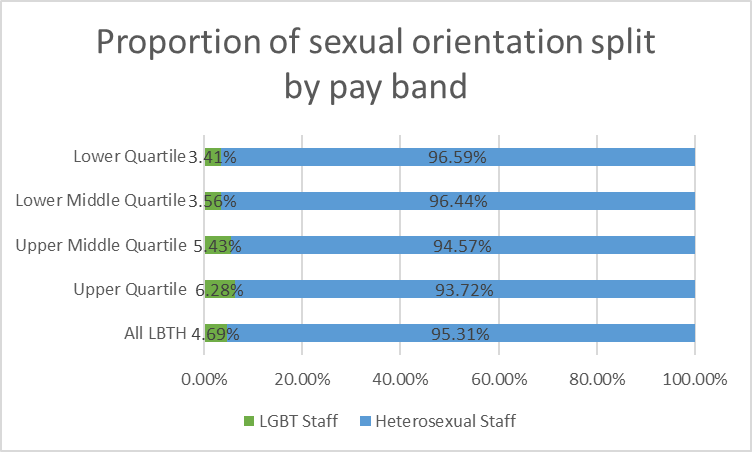 Proportion of sexual orientation split
by pay band
Lower Quartile 3.41% 96.59%
Lower Middle Quartile 3.56% 96.44%
Upper Middle Quartile 5.43% 94.57%
Upper Quartile 6.28% 93.72%
All LBTH 4.69% 95.31%
0.00% 20.00% 40.00% 60.00% 80.00% 100.00%
LGBT Staff Heterosexual Staff